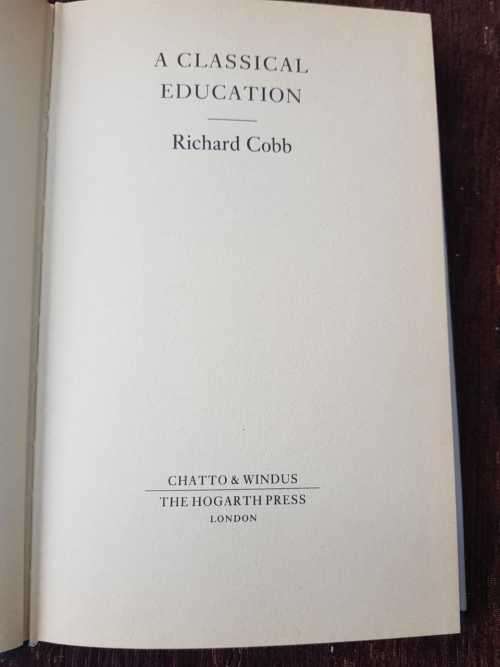 A CLASSICAL
EDUCATION
Richard Cobb
CHATTO & WINDUS
THE HOGARTH PRESS
LONDON